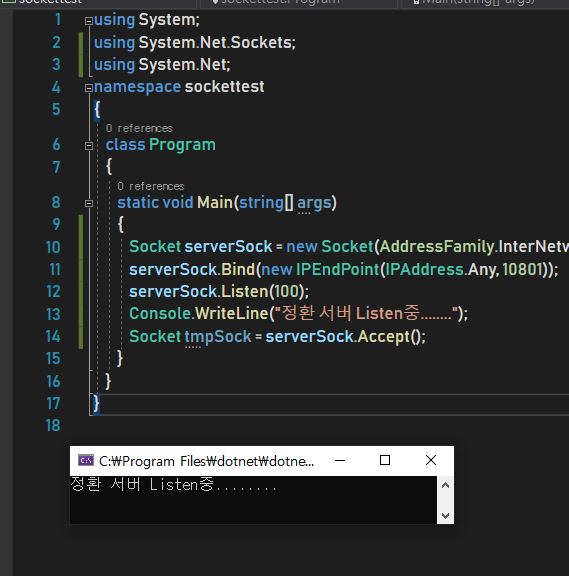 sockettest
sockettest.Program
Main(string[] args)
1 using System;
2 using System.Net.Sockets;
3 using System.Net;
4 namespace sockettest
5 {
0 references
6 class Program
7 {
0 references
8 static void Main(string[] args)
9 {
10 Socket serverSock = new Socket(AddressFamily.InterNetw
11 serverSock.Bind(new IPEndPoint(IPAddress.Any, 10801));
12 serverSock.Listen(100);
13 Console.WriteLine("정환 서버 Listen중........");
14 Socket tmpSock = serverSock.Accept();
15 }
16 }
17 }
18
C:\Program Files\dotnet\dotne...
정환 서버 Listen중........